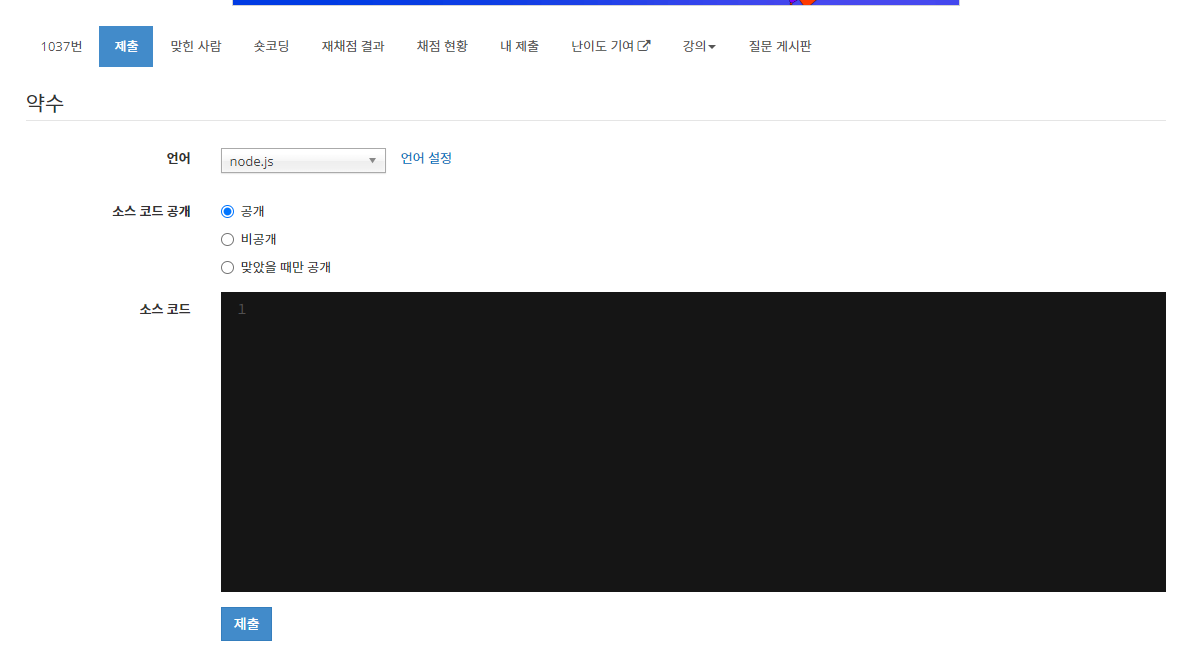 1037번 제출 맞힌 사람 숏코딩 재채점 결과 채점 현황 내 제출 난이도 기여 강의 질문 게시판
약수
언어 node.js 언어 설정
소스 코드 공개 공개
비공개
맞았을 때만 공개
소스 코드 1
제출